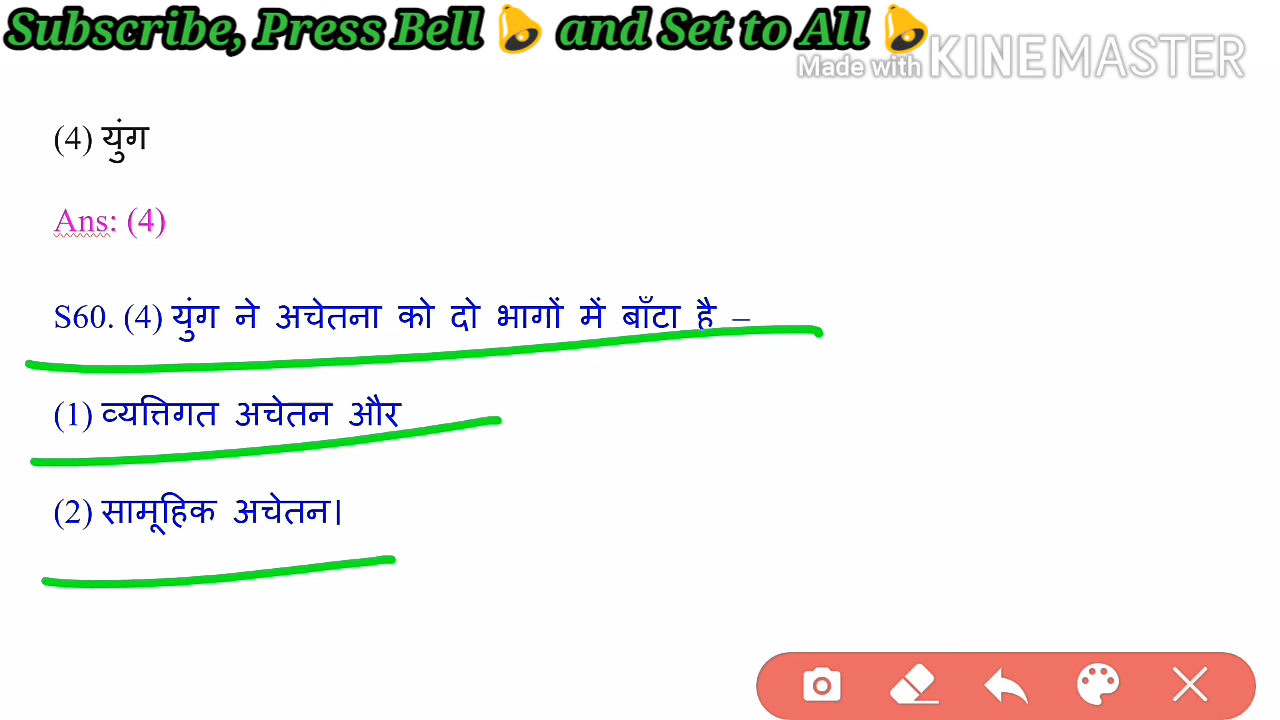 Subscribe, Press Bell 🔔 and Set to All 🔔
Made with KINEMASTER
(4) युंग
Ans: (4)
S60. (4) युंग ने अचेतना को दो भागों में बाँटा है –
(1) व्यत्तिगत अचेतन और
(2) सामूहिक अचेतन।